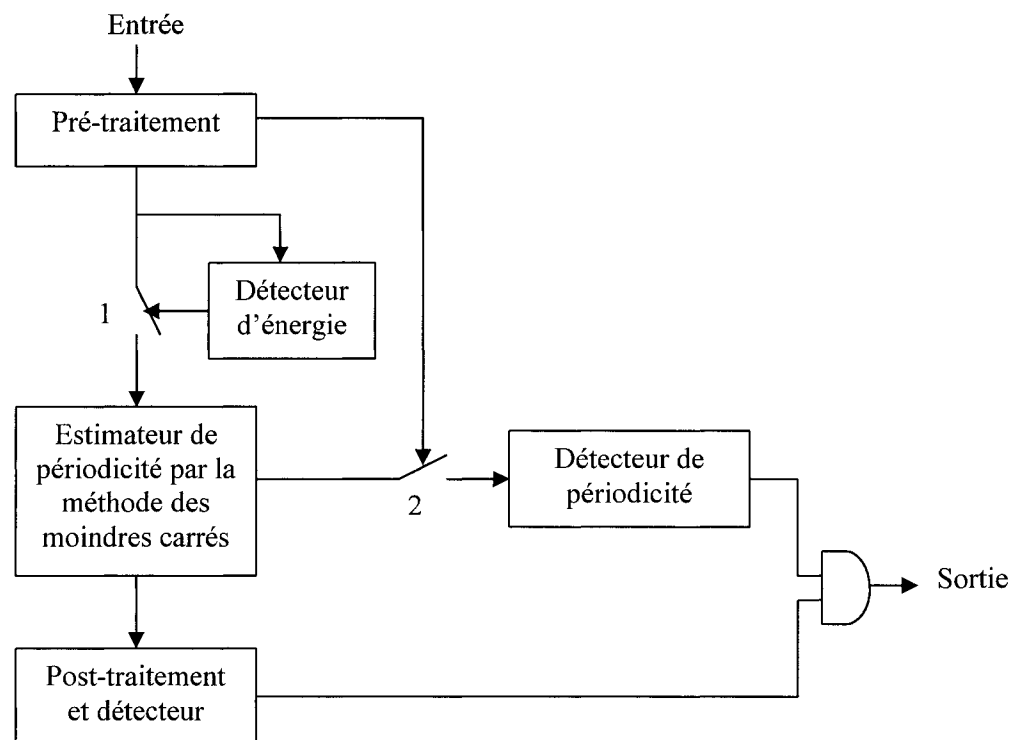 Entrée
Pré-traitement
Détecteur
d'énergie
1
Estimateur de
périodicité par la
méthode des
moindres carrés
2
Détecteur de
périodicité
Sortie
Post-traitement
et détecteur